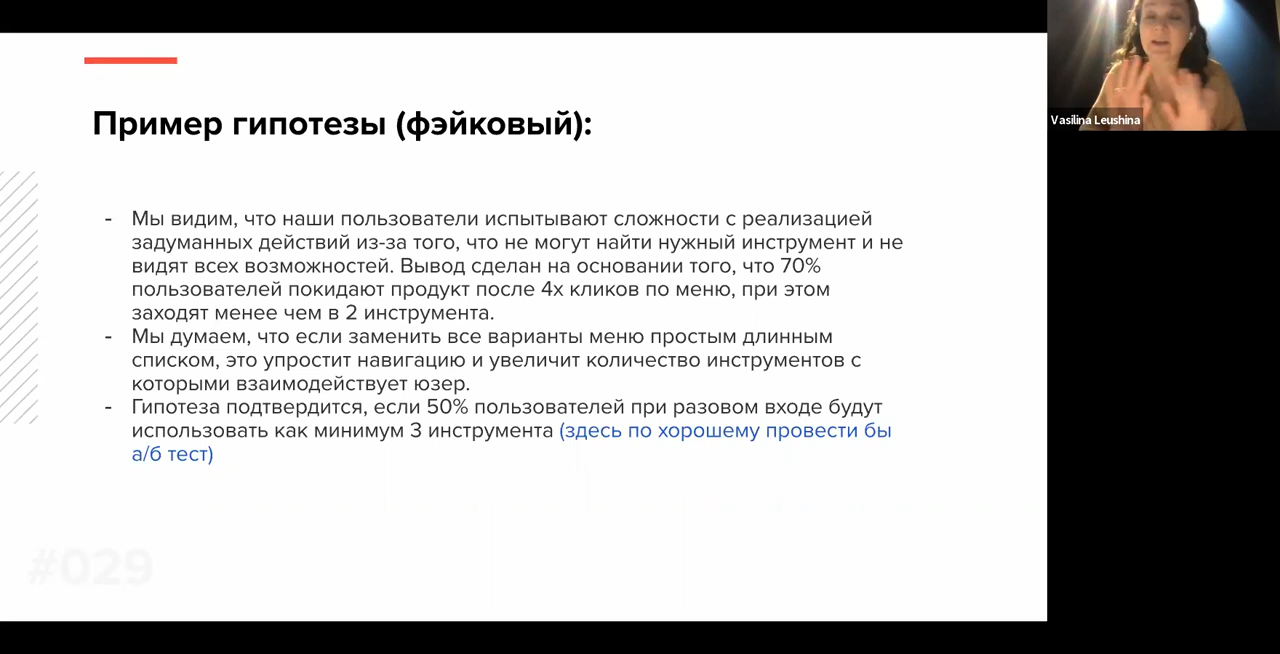 Пример гипотезы (фэйковый):
- Мы видим, что наши пользователи испытывают сложности с реализацией
задуманных действий из-за того, что не могут найти нужный инструмент и не
видят всех возможностей. Вывод сделан на основании того, что 70%
пользователей покидают продукт после 4х кликов по меню, при этом
заходят менее чем в 2 инструмента.
- Мы думаем, что если заменить все варианты меню простым длинным
списком, это упростит навигацию и увеличит количество инструментов с
которыми взаимодействует юзер.
- Гипотеза подтвердится, если 50% пользователей при разовом входе будут
использовать как минимум 3 инструмента (здесь по хорошему провести бы
а/б тест)
#029
Vasilina Leushina